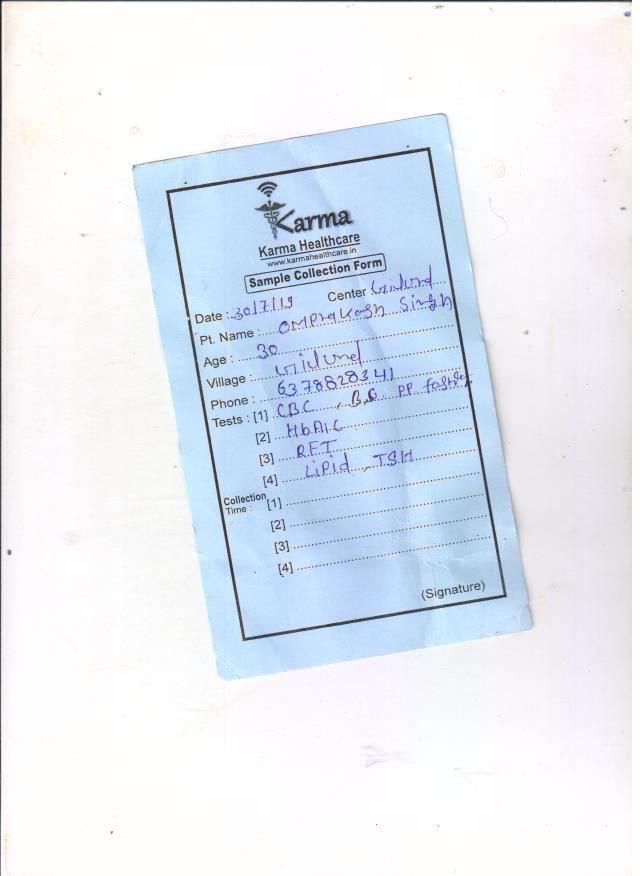 Karma
Karma Healthcare
www.karmahealthcare.in
Sample Collection Form
Date : 30/7/19 Center
Pt. Name : OMPrakash Singh
Age : 30
Village :
Phone : 6378828341
Tests : [1] CBC , B.G. PP fasting
[2] HbA1C
[3] RFT
[4] LiPid , TSH
Collection
Time : [1]
[2]
[3]
[4]
(Signature)